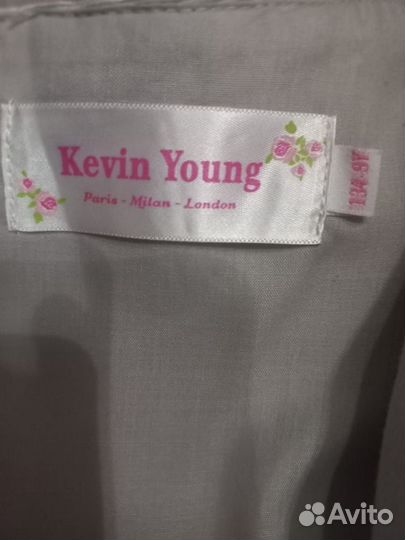 Kevin Young
Paris - Milan - London
134-9Y
Avito